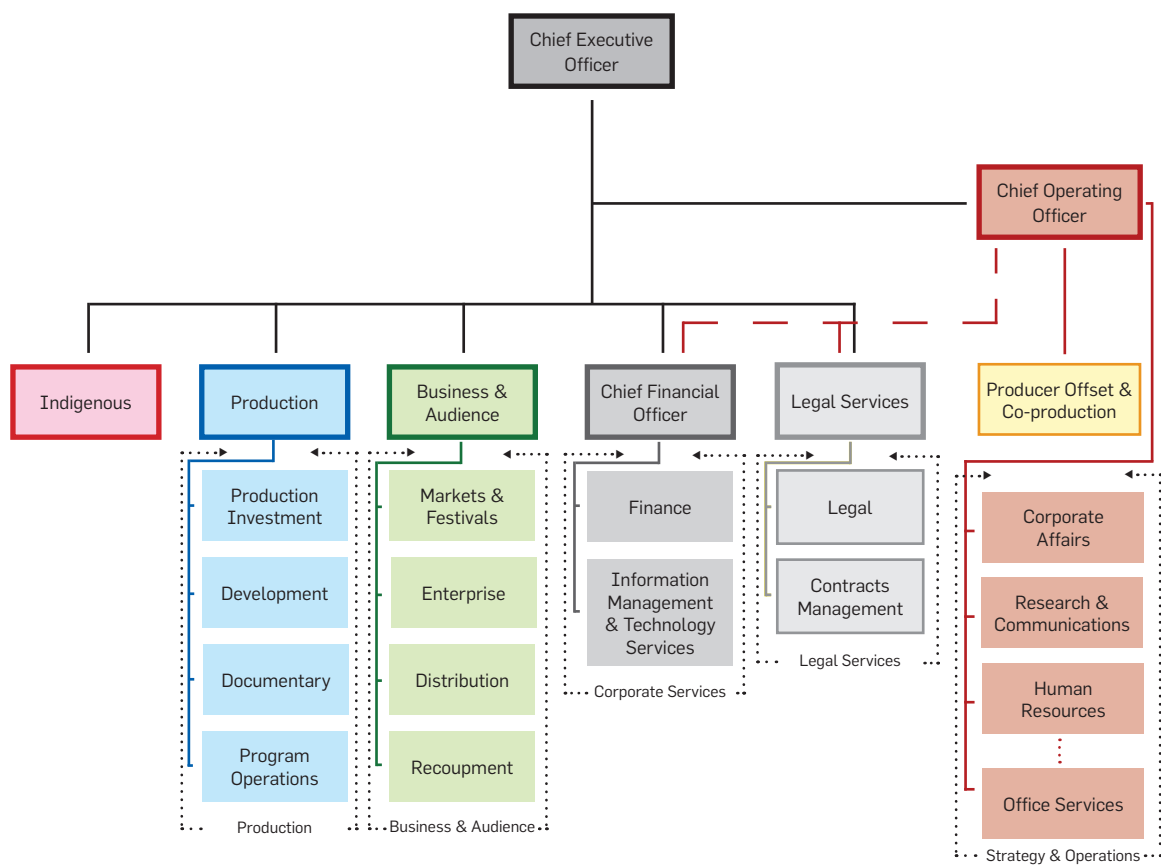 Chief Executive
Officer
Chief Operating
Officer
Indigenous
Production
Business &
Audience
Chief Financial
Officer
Legal Services
Producer Offset &
Co-production
Production
Investment
Development
Documentary
Program
Operations
Production
Markets &
Festivals
Enterprise
Distribution
Recoupment
Business & Audience
Finance
Information
Management
& Technology
Services
Corporate Services
Legal
Contracts
Management
Legal Services
Corporate
Affairs
Research &
Communications
Human
Resources
Office Services
Strategy & Operations